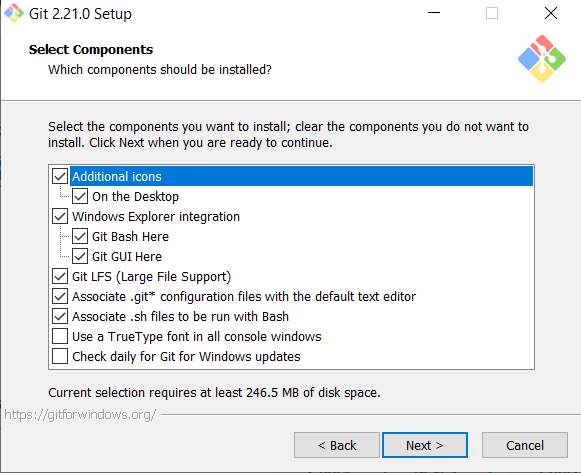 Git 2.21.0 Setup
Select Components
Which components should be installed?
Select the components you want to install; clear the components you do not want to
install. Click Next when you are ready to continue.
Additional icons
On the Desktop
Windows Explorer integration
Git Bash Here
Git GUI Here
Git LFS (Large File Support)
Associate .git* configuration files with the default text editor
Associate .sh files to be run with Bash
Use a TrueType font in all console windows
Check daily for Git for Windows updates
Current selection requires at least 246.5 MB of disk space.
https://gitforwindows.org/
< Back
Next >
Cancel